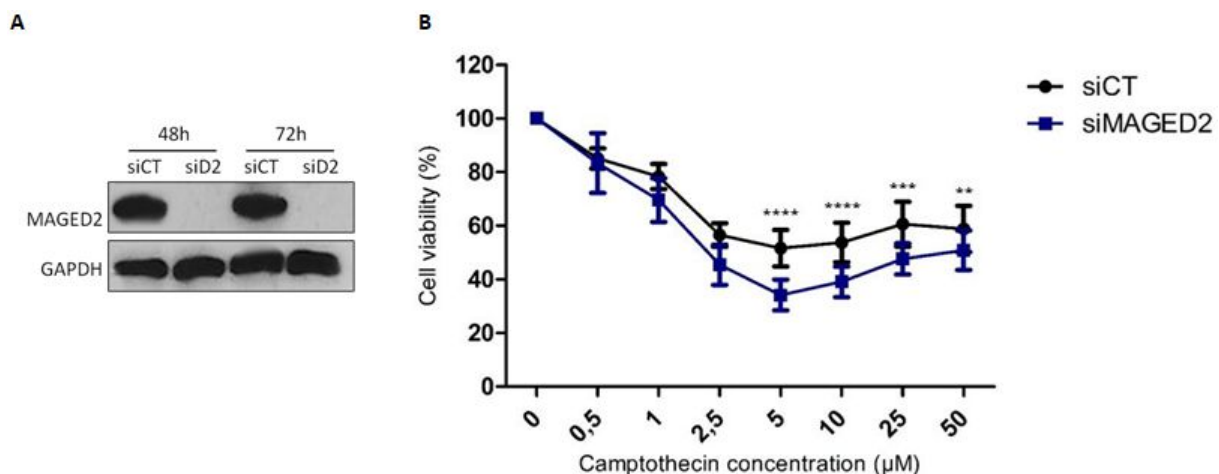 A
48h 72h
siCT siD2 siCT siD2
MAGED2
GAPDH
B
120
100
80
60
40
20
0
Cell viability (%)
**** **** *** **
0 0,5 1 2,5 5 10 25 50
Camptothecin concentration (µM)
siCT
siMAGED2